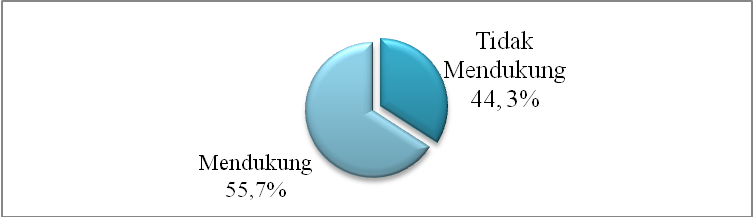 Tidak
Mendukung
44, 3%
Mendukung
55,7%